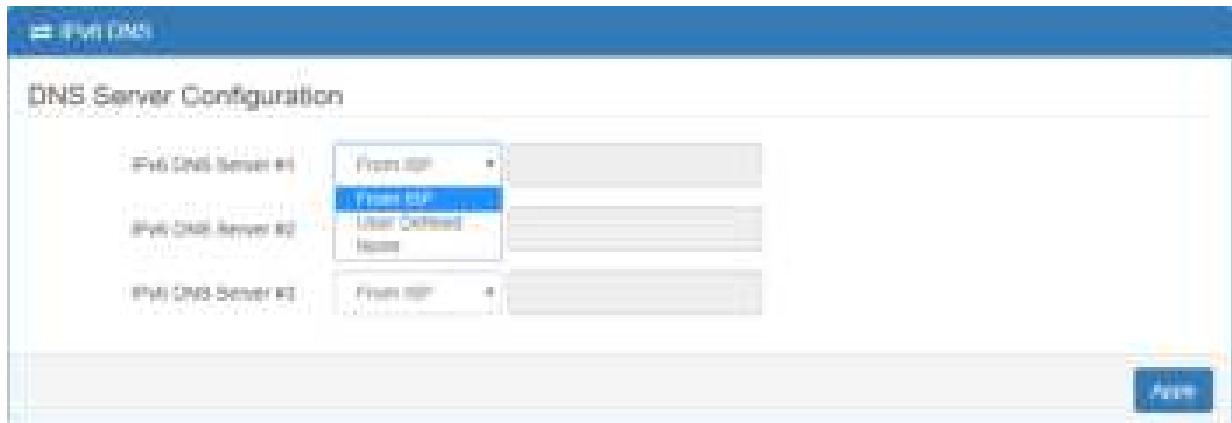 IPv6 DNS
DNS Server Configuration
IPv6 DNS Server #1 From ISP
From ISP
User Defined
IPv6 DNS Server #2
None
IPv6 DNS Server #3 From ISP
Apply